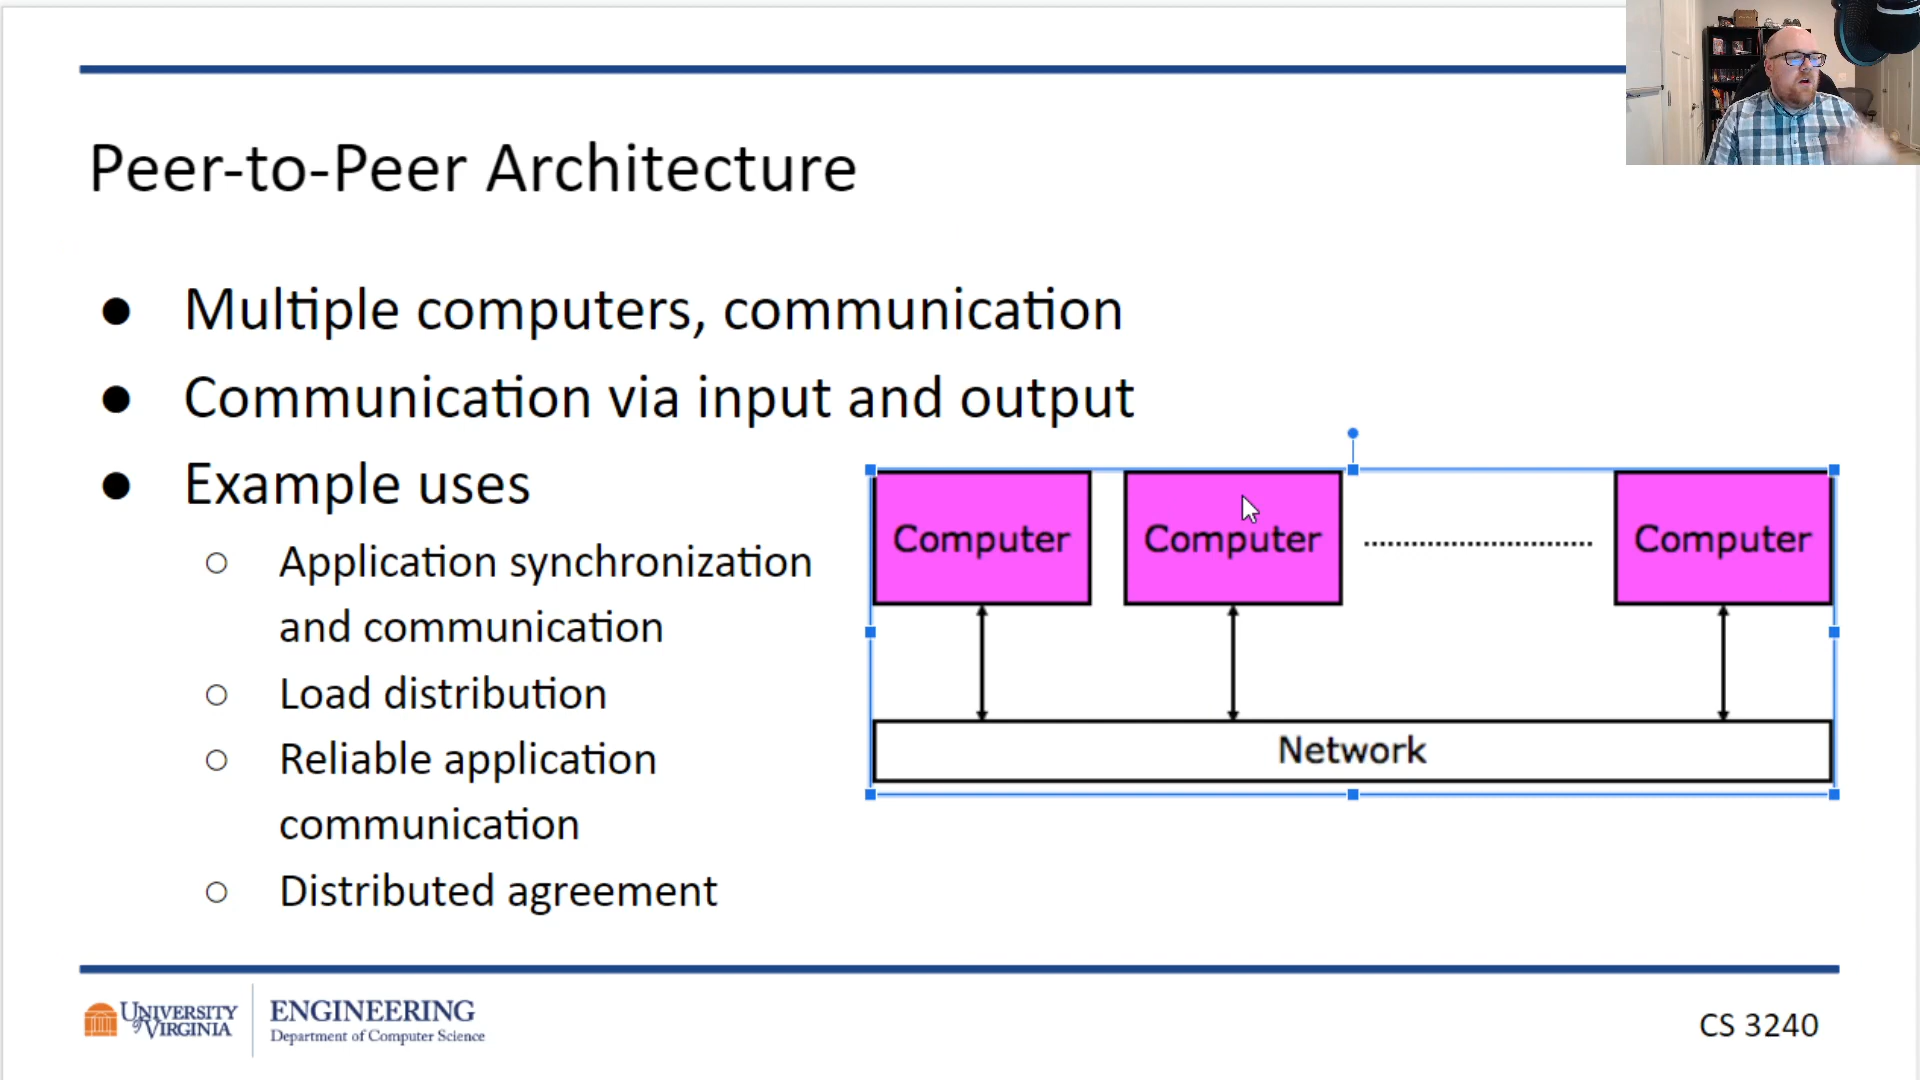 Peer-to-Peer Architecture
● Multiple computers, communication
● Communication via input and output
● Example uses
○ Application synchronization
and communication
○ Load distribution
○ Reliable application
communication
○ Distributed agreement
Computer
Computer
Computer
Network
UNIVERSITY
of VIRGINIA
ENGINEERING
Department of Computer Science
CS 3240